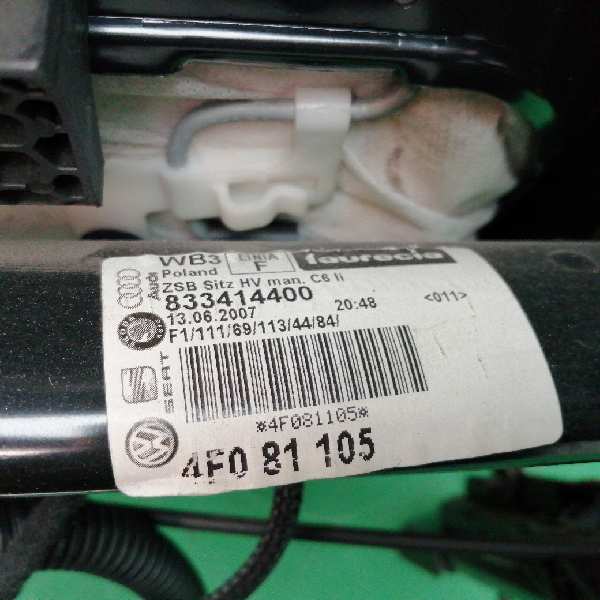 WB3 LINIA F faurecia
Poland
ZSB Sitz HV man. C6 li
833414400
13.06.2007 20:48 <011>
F1/111/69/113/44/84/
*4F081105*
4F0 81 105
Audi
SEAT